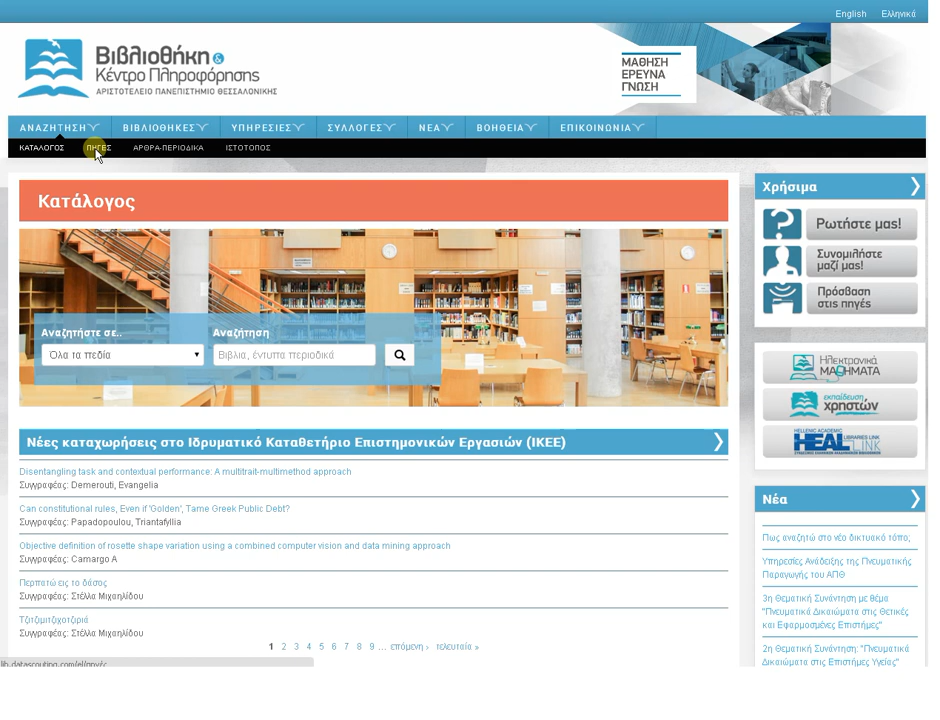 English Ελληνικά
Βιβλιοθήκη &
Κέντρο Πληροφόρησης
ΑΡΙΣΤΟΤΕΛΕΙΟ ΠΑΝΕΠΙΣΤΗΜΙΟ ΘΕΣΣΑΛΟΝΙΚΗΣ
ΜΑΘΗΣΗ
ΕΡΕΥΝΑ
ΓΝΩΣΗ
ΑΝΑΖΗΤΗΣΗ ΒΙΒΛΙΟΘΗΚΕΣ ΥΠΗΡΕΣΙΕΣ ΣΥΛΛΟΓΕΣ ΝΕΑ ΒΟΗΘΕΙΑ ΕΠΙΚΟΙΝΩΝΙΑ
ΚΑΤΑΛΟΓΟΣ ΠΗΓΕΣ ΑΡΘΡΑ-ΠΕΡΙΟΔΙΚΑ ΙΣΤΟΤΟΠΟΣ
Κατάλογος
Αναζητήστε σε.. Αναζήτηση
Όλα τα πεδία Βιβλία, έντυπα περιοδικά
Νέες καταχωρήσεις στο Ιδρυματικό Καταθετήριο Επιστημονικών Εργασιών (ΙΚΕΕ)
Disentangling task and contextual performance: A multitrait-multimethod approach
Συγγραφέας: Demerouti, Evangelia
Can constitutional rules, Even if 'Golden', Tame Greek Public Debt?
Συγγραφέας: Papadopoulou, Triantafyllia
Objective definition of rosette shape variation using a combined computer vision and data mining approach
Συγγραφέας: Camargo A
Περπατώ εις το δάσος
Συγγραφέας: Στέλλα Μιχαηλίδου
Τζιτζιμιτζιχοτζιριά
Συγγραφέας: Στέλλα Μιχαηλίδου
1 2 3 4 5 6 7 8 9 … επόμενη › τελευταία »
Χρήσιμα
Ρωτήστε μας!
Συνομιλήστε
μαζί μας!
Πρόσβαση
στις πηγές
Ηλεκτρονικά
ΜΑΘΗΜΑΤΑ
εκπαίδευση
χρηστών
HELLENIC ACADEMIC
LIBRARIES LINK
HEAL LINK
Νέα
Πως αναζητώ στο νέο δικτυακό τόπο;
Υπηρεσίες Ανάδειξης της Πνευματικής
Παραγωγής του ΑΠΘ
3η Θεματική Συνάντηση με θέμα
"Πνευματικά Δικαιώματα στις Θετικές
και Εφαρμοσμένες Επιστήμες"
2η Θεματική Συνάντηση: "Πνευματικά
Δικαιώματα στις Επιστήμες Υγείας"
lib.datascouting.com/el/πηγές